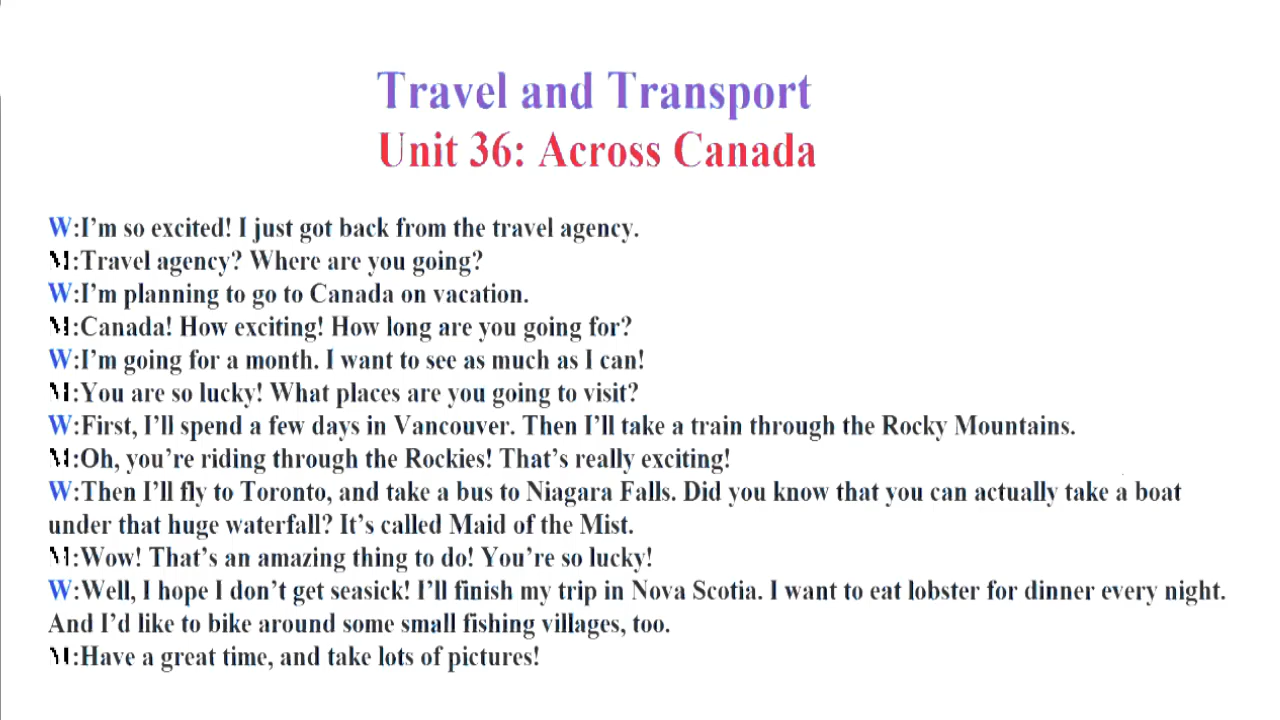 Travel and Transport
Unit 36: Across Canada
W:I'm so excited! I just got back from the travel agency.
M:Travel agency? Where are you going?
W:I'm planning to go to Canada on vacation.
M:Canada! How exciting! How long are you going for?
W:I'm going for a month. I want to see as much as I can!
M:You are so lucky! What places are you going to visit?
W:First, I'll spend a few days in Vancouver. Then I'll take a train through the Rocky Mountains.
M:Oh, you're riding through the Rockies! That's really exciting!
W:Then I'll fly to Toronto, and take a bus to Niagara Falls. Did you know that you can actually take a boat
under that huge waterfall? It's called Maid of the Mist.
M:Wow! That's an amazing thing to do! You're so lucky!
W:Well, I hope I don't get seasick! I'll finish my trip in Nova Scotia. I want to eat lobster for dinner every night.
And I'd like to bike around some small fishing villages, too.
M:Have a great time, and take lots of pictures!